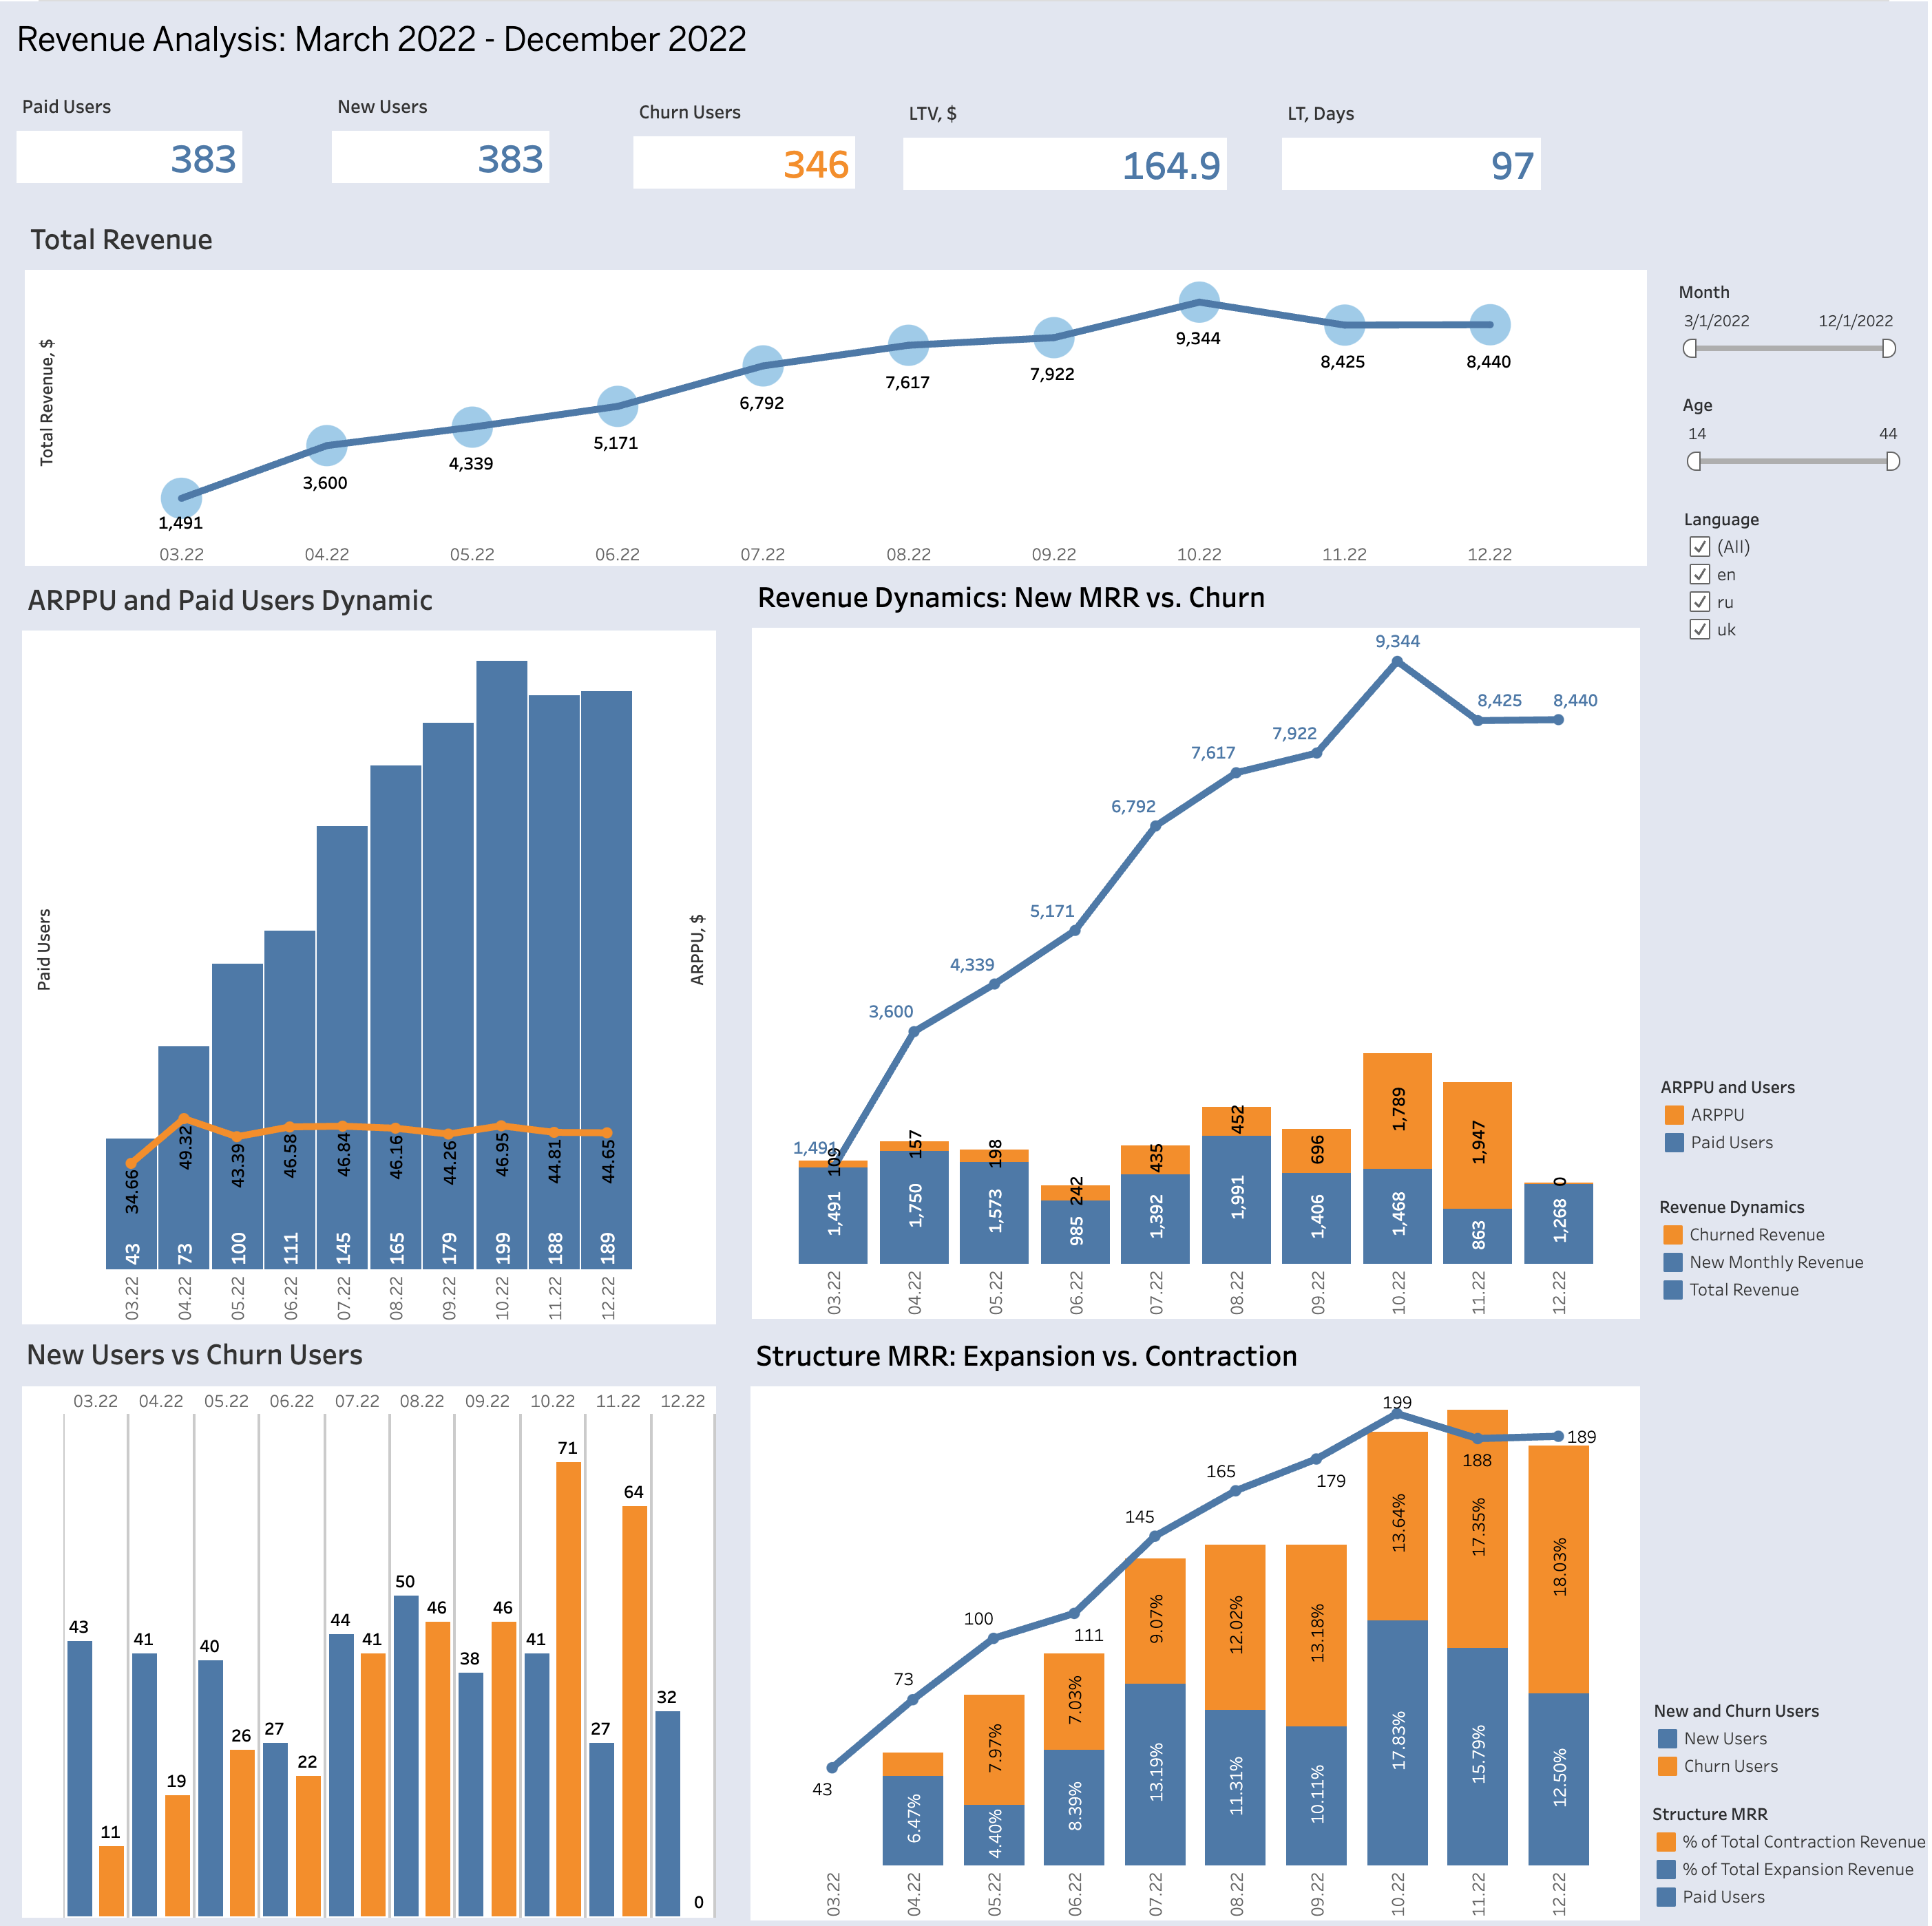 Revenue Analysis: March 2022 - December 2022
Paid Users
383
New Users
383
Churn Users
346
LTV, $
164.9
LT, Days
97
Total Revenue
Total Revenue, $
1,491
3,600
4,339
5,171
6,792
7,617
7,922
9,344
8,425
8,440
03.22 04.22 05.22 06.22 07.22 08.22 09.22 10.22 11.22 12.22
Month
3/1/2022 12/1/2022
Age
14 44
Language
(All)
en
ru
uk
ARPPU and Paid Users Dynamic
Paid Users
ARPPU, $
34.66 49.32 43.39 46.58 46.84 46.16 44.26 46.95 44.81 44.65
43 73 100 111 145 165 179 199 188 189
03.22 04.22 05.22 06.22 07.22 08.22 09.22 10.22 11.22 12.22
Revenue Dynamics: New MRR vs. Churn
1,491 3,600 4,339 5,171 6,792 7,617 7,922 9,344 8,425 8,440
109 157 198 242 435 452 696 1,789 1,947 0
1,491 1,750 1,573 985 1,392 1,991 1,406 1,468 863 1,268
03.22 04.22 05.22 06.22 07.22 08.22 09.22 10.22 11.22 12.22
ARPPU and Users
ARPPU
Paid Users
Revenue Dynamics
Churned Revenue
New Monthly Revenue
Total Revenue
New Users vs Churn Users
03.22 04.22 05.22 06.22 07.22 08.22 09.22 10.22 11.22 12.22
43 11 41 19 40 26 27 22 44 41 50 46 38 46 41 71 27 64 32 0
Structure MRR: Expansion vs. Contraction
43 73 100 111 145 165 179 199 188 189
7.97% 7.03% 9.07% 12.02% 13.18% 13.64% 17.35% 18.03%
6.47% 4.40% 8.39% 13.19% 11.31% 10.11% 17.83% 15.79% 12.50%
03.22 04.22 05.22 06.22 07.22 08.22 09.22 10.22 11.22 12.22
New and Churn Users
New Users
Churn Users
Structure MRR
% of Total Contraction Revenue
% of Total Expansion Revenue
Paid Users